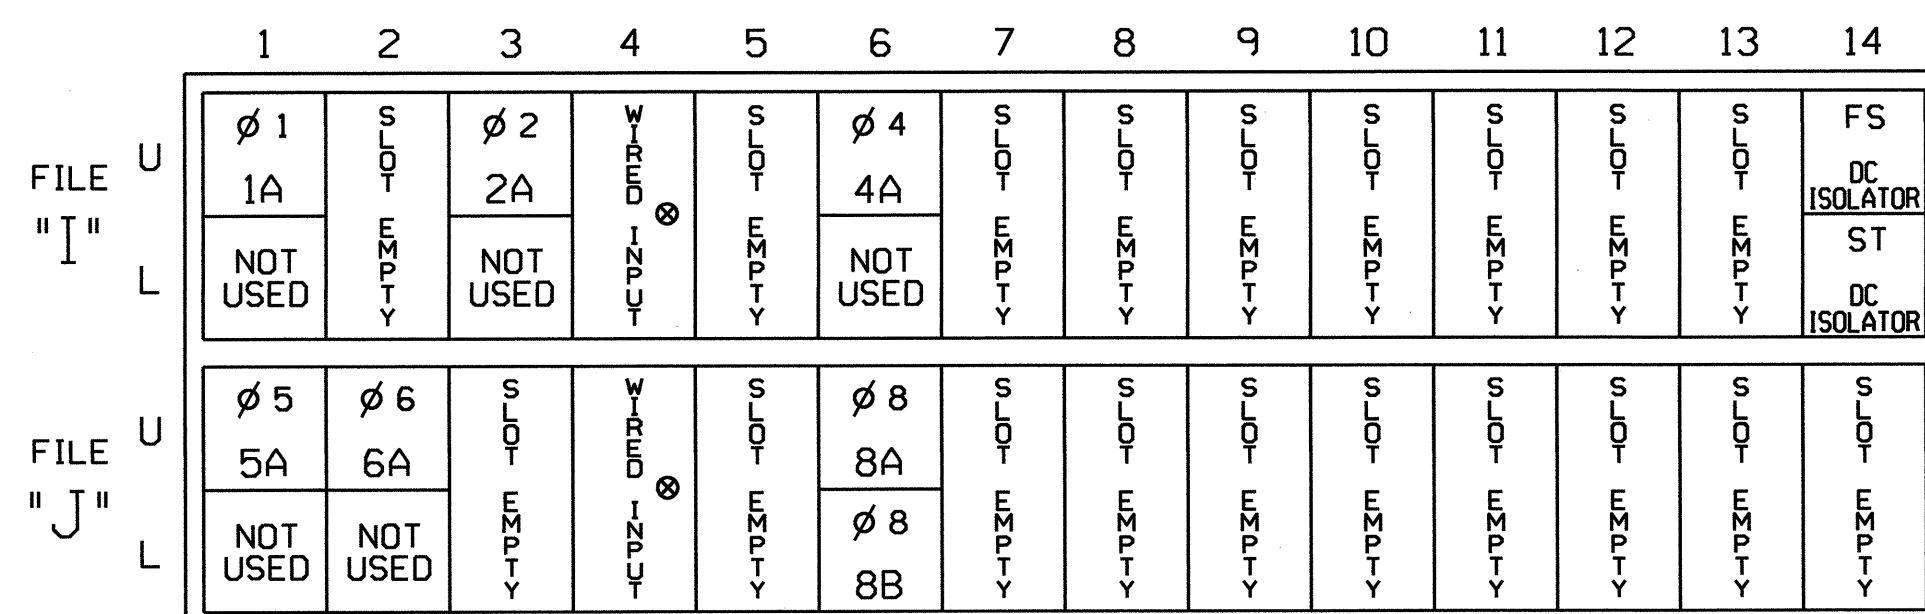 1 2 3 4 5 6 7 8 9 10 11 12 13 14
FILE "I"
U
L
Ø 1 1A
NOT USED
SLOT EMPTY
Ø 2 2A
NOT USED
WIRED INPUT ⊗
SLOT EMPTY
Ø 4 4A
NOT USED
SLOT EMPTY
SLOT EMPTY
SLOT EMPTY
SLOT EMPTY
SLOT EMPTY
SLOT EMPTY
SLOT EMPTY
FS DC ISOLATOR
ST DC ISOLATOR
FILE "J"
U
L
Ø 5 5A
NOT USED
Ø 6 6A
NOT USED
SLOT EMPTY
WIRED INPUT ⊗
SLOT EMPTY
Ø 8 8A
Ø 8 8B
SLOT EMPTY
SLOT EMPTY
SLOT EMPTY
SLOT EMPTY
SLOT EMPTY
SLOT EMPTY
SLOT EMPTY
SLOT EMPTY